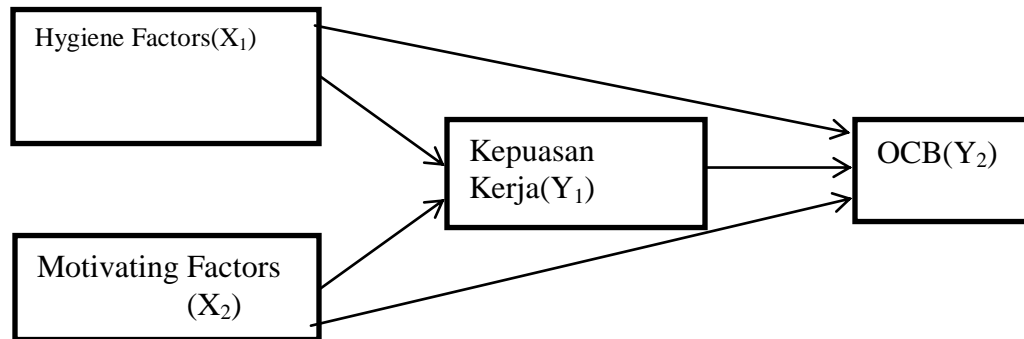 Hygiene Factors(X₁)
Kepuasan
Kerja(Y₁)
OCB(Y₂)
Motivating Factors
(X₂)